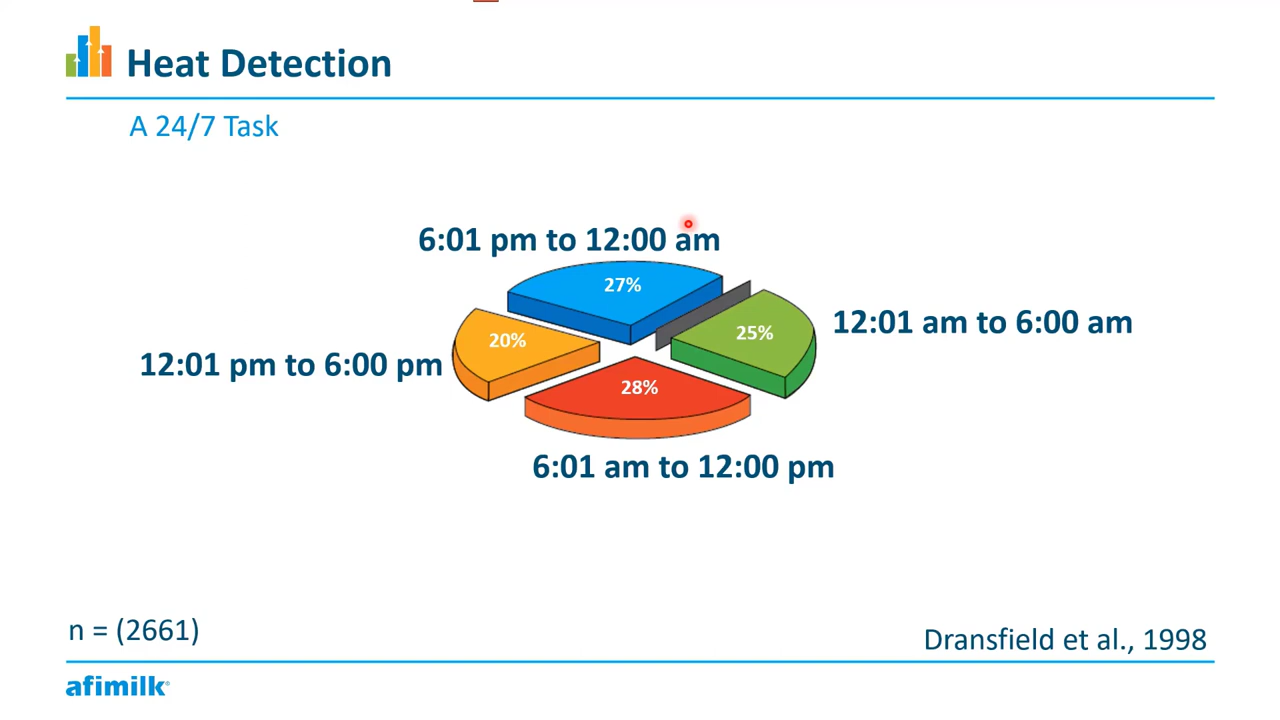 Heat Detection
A 24/7 Task
6:01 pm to 12:00 am
27%
25%
12:01 am to 6:00 am
20%
12:01 pm to 6:00 pm
28%
6:01 am to 12:00 pm
n = (2661)
Dransfield et al., 1998
afimilk